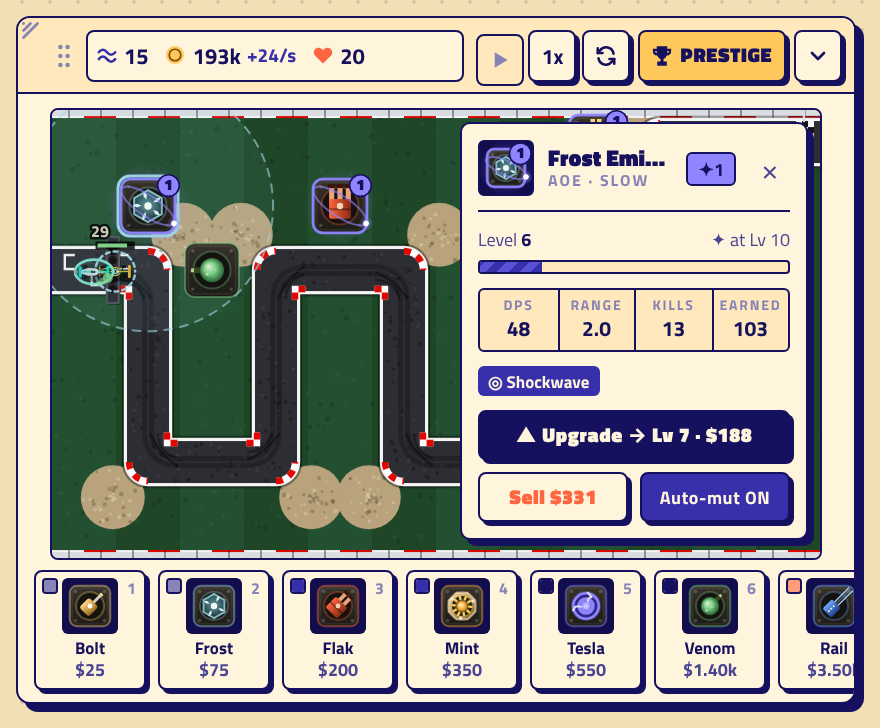 15 193k +24/s 20 1x PRESTIGE
1
1 1
29
Frost Emi... 1
AOE · SLOW
1
Level 6 at Lv 10
DPS RANGE KILLS EARNED
48 2.0 13 103
Shockwave
Upgrade → Lv 7 · $188
Sell $331 Auto-mut ON
1 2 3 4 5 6
Bolt Frost Flak Mint Tesla Venom Rail
$25 $75 $200 $350 $550 $1.40k $3.50